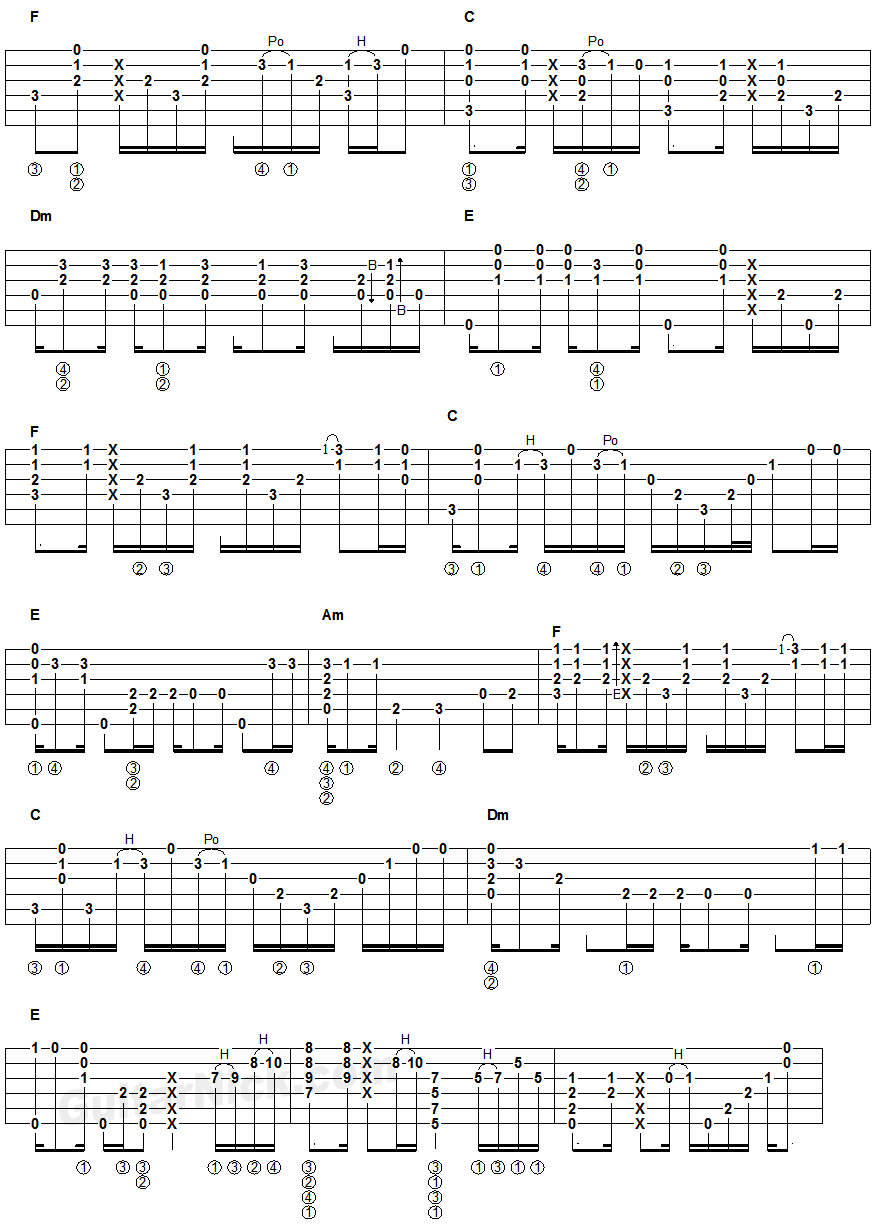 F C
Po H Po
0 0 0 0 0
1 X 1 3 1 1 3 1 X 3 1 0 1 1 X 1
2 X 2 2 2 0 0 X 0 0 0 X 0
3 X 3 3 X 2 2 X 2 2
3 3 3
③ ① ④ ① ① ④ ①
② ③ ②
Dm E
0 0 0 0
3 3 3 1 3 1 3 B 1 0 0 0 3 0 0 X
2 2 2 2 2 2 2 2 2 1 1 1 1 1 1 X
0 0 0 0 0 0 0 0 0 X 2 2
B X
0 0 0
④ ① ① ④
② ② ①
C
F
H Po
1 1 X 1 1 1 3 1 0 0 0 0 0
1 1 X 1 1 1 1 1 1 1 3 3 1 1
2 X 2 2 2 2 0 0 0 0
3 X 3 3 2 2
3 3
② ③ ③ ① ④ ④ ① ② ③
E Am
F
0 1 1 1 X 1 1 1 3 1 1
0 3 3 3 3 3 1 1 1 1 1 X 1 1 1 1 1
1 1 2 2 2 2 X 2 2 2 2
2 2 2 0 0 2 0 2 3 E X 3 3
2 0 2 3
0 0 0
① ④ ③ ④ ④ ① ② ④ ② ③
② ③
②
C Dm
H Po
0 0 0 0 0 1 1
1 1 3 3 1 1 3 3
0 0 0 2 2
2 2 0 2 2 2 0 0
3 3 3
③ ① ④ ④ ① ② ③ ④ ① ①
②
E
H H
H H H
1 0 0 8 8 X 0
0 8 10 8 8 X 8 10 5 0
1 X 7 9 9 9 X 7 5 7 5 1 1 X 0 1 1
2 2 X 7 X 5 2 2 X 2
2 X 7 2 X 2
0 0 0 X 5 0 X 0
GuitarNick.com
① ③ ③ ① ③ ② ④ ③ ③ ① ③ ① ①
② ② ①
④ ③
① ①